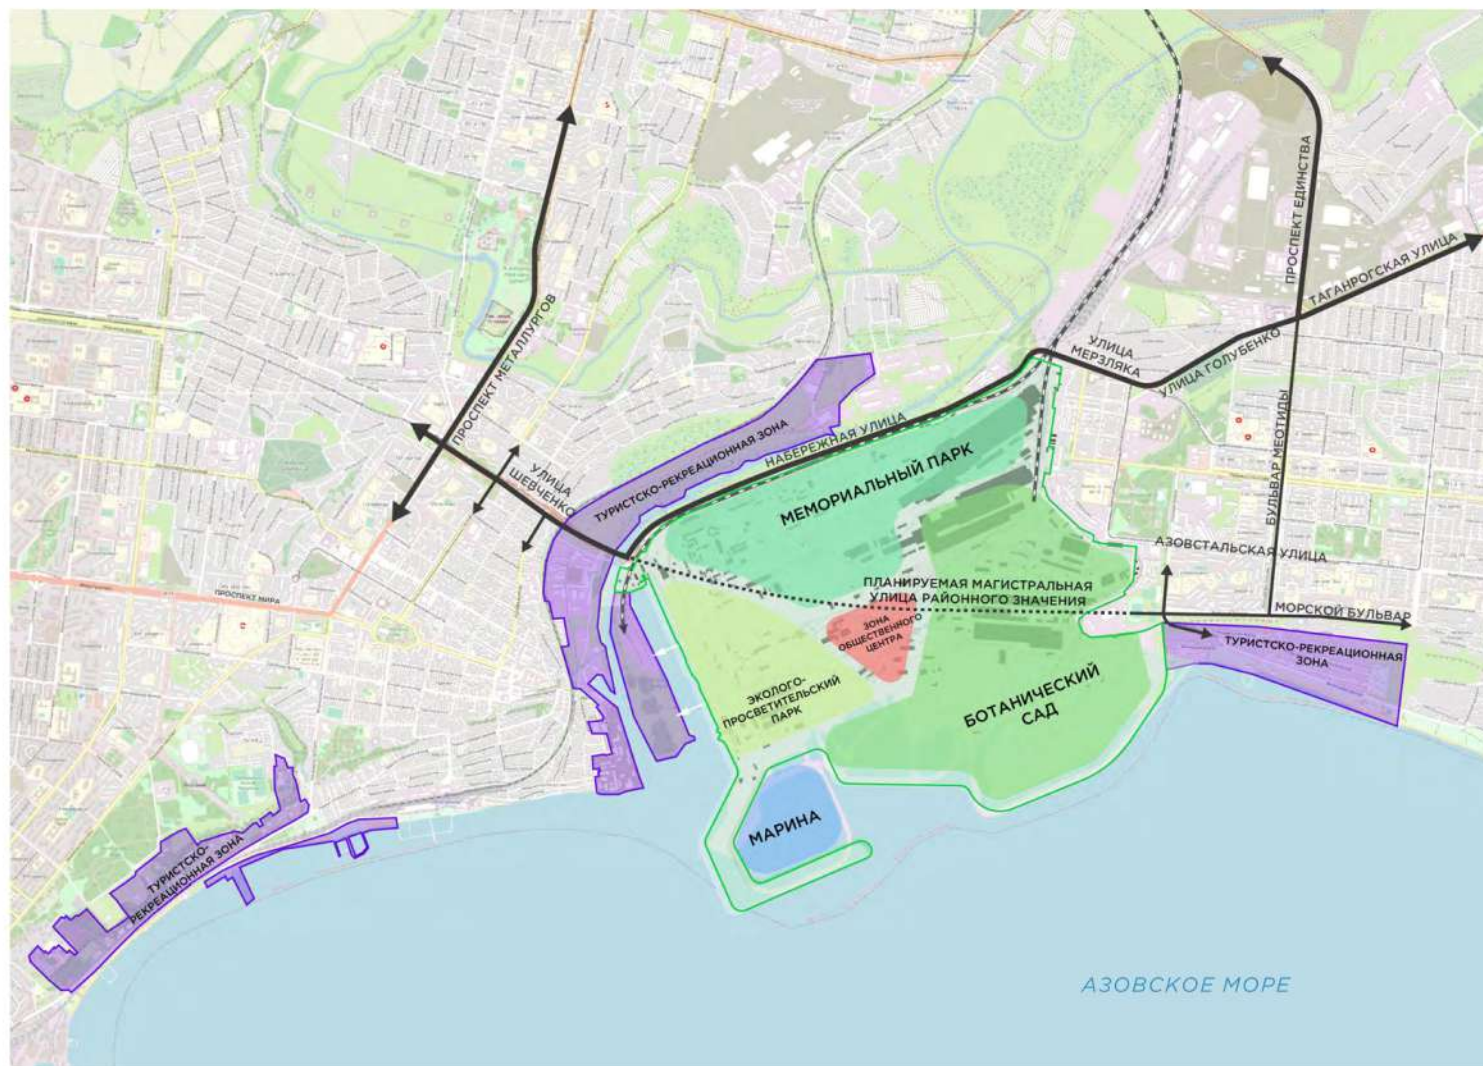 ПРОСПЕКТ МЕТАЛЛУРГОВ
ПРОСПЕКТ ЕДИНСТВА
ТАГАНРОГСКАЯ УЛИЦА
УЛИЦА
МЕРЗЛЯКА
УЛИЦА ГОЛУБЕНКО
БУЛЬВАР МЕОТИДЫ
НАБЕРЕЖНАЯ УЛИЦА
ТУРИСТСКО-РЕКРЕАЦИОННАЯ ЗОНА
УЛИЦА
ШЕВЧЕНКО
МЕМОРИАЛЬНЫЙ ПАРК
АЗОВСТАЛЬСКАЯ УЛИЦА
ПЛАНИРУЕМАЯ МАГИСТРАЛЬНАЯ
УЛИЦА РАЙОННОГО ЗНАЧЕНИЯ
ПРОСПЕКТ МИРА
МОРСКОЙ БУЛЬВАР
ЗОНА
ОБЩЕСТВЕННОГО
ЦЕНТРА
ТУРИСТСКО-РЕКРЕАЦИОННАЯ
ЗОНА
ЭКОЛОГО-
ПРОСВЕТИТЕЛЬСКИЙ
ПАРК
БОТАНИЧЕСКИЙ
САД
МАРИНА
ТУРИСТСКО-
РЕКРЕАЦИОННАЯ ЗОНА
АЗОВСКОЕ МОРЕ